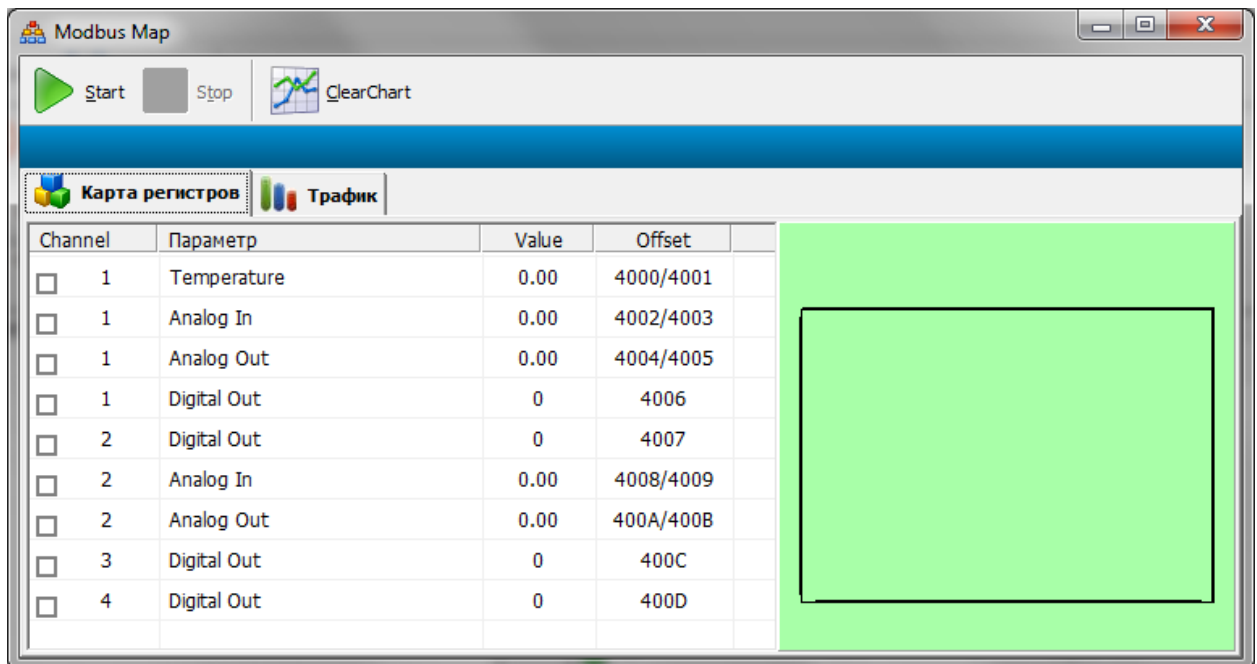 Modbus Map
Start Stop ClearChart
Карта регистров Трафик
Channel Параметр Value Offset
1 Temperature 0.00 4000/4001
1 Analog In 0.00 4002/4003
1 Analog Out 0.00 4004/4005
1 Digital Out 0 4006
2 Digital Out 0 4007
2 Analog In 0.00 4008/4009
2 Analog Out 0.00 400A/400B
3 Digital Out 0 400C
4 Digital Out 0 400D